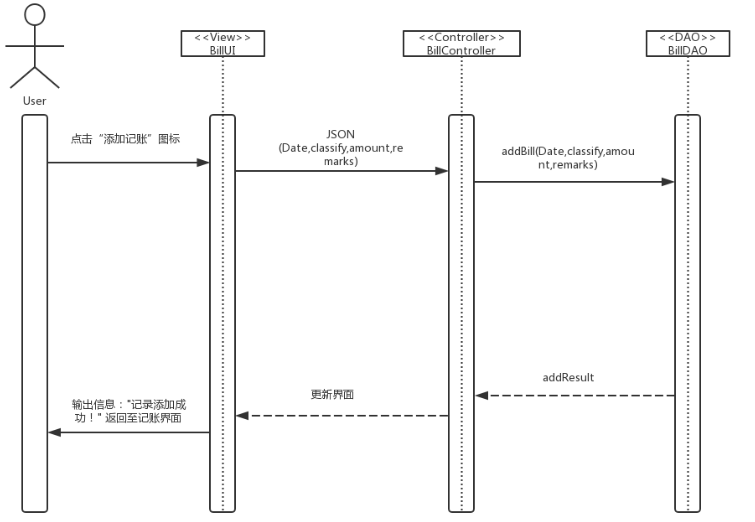 <<View>>
BillUI
<<Controller>>
BillController
<<DAO>>
BillDAO
User
点击“添加记账”图标
JSON
(Date,classify,amount,re
marks)
addBill(Date,classify,amou
nt,remarks)
addResult
更新界面
输出信息：“记录添加成
功！" 返回至记账界面